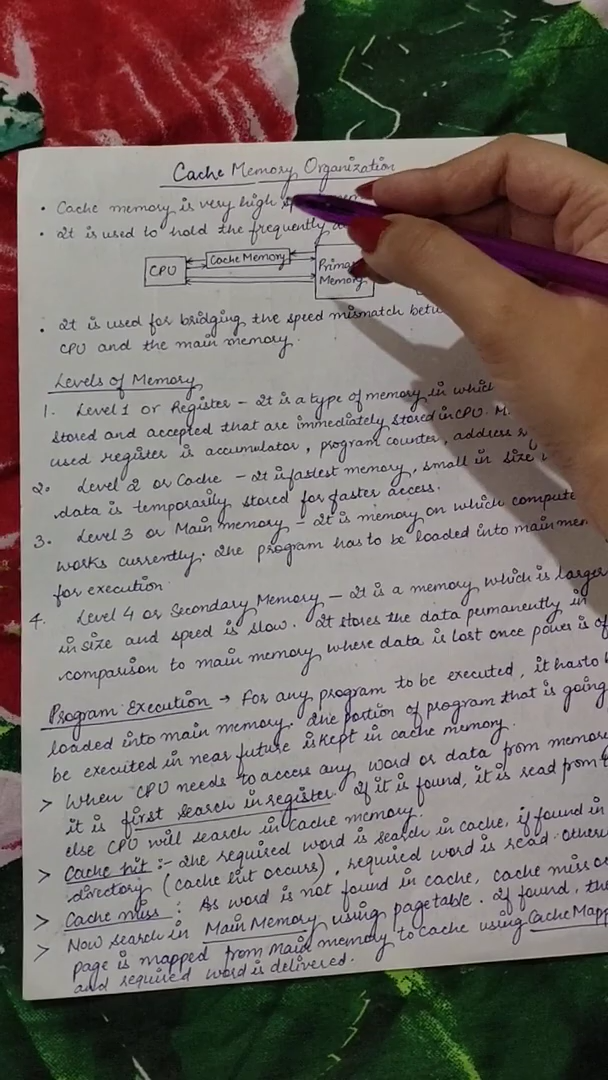 Cache Memory Organization
• Cache memory is very high
• It is used to hold the frequently
CPU
Cache Memory
Memory
• It is used for bridging the speed mismatch
CPU and the main memory.
Levels of Memory
1. Level 1 or Register - It is a type of memory in which
stored and accepted that are immediately stored in CPU.
used register is accumulator, program counter, address
2. Level 2 or Cache - It is fastest memory, small in size
data is temporarily stored for faster access.
3. Level 3 or Main memory - It is memory on which
works currently. The program has to be loaded into main
for execution.
4. Level 4 or Secondary Memory - It is a memory which is larger
in size and speed is slow. It stores the data permanently in
comparison to main memory where data is lost once power is
Program Execution → For any program to be executed, it has to
loaded into main memory. The portion of program that is going
be executed in near future is kept in cache memory.
> When CPU needs to access any word or data from
it is first search in register. If it is found, it is read from
else CPU will search in cache memory.
> Cache hit :- The required word is search in cache, if found in
directory (cache hit occurs), required word is read.
> Cache miss : As word is not found in cache, cache miss
> Now search in Main Memory using pagetable. If found,
page is mapped from main memory to cache using Cache
and required word is delivered.